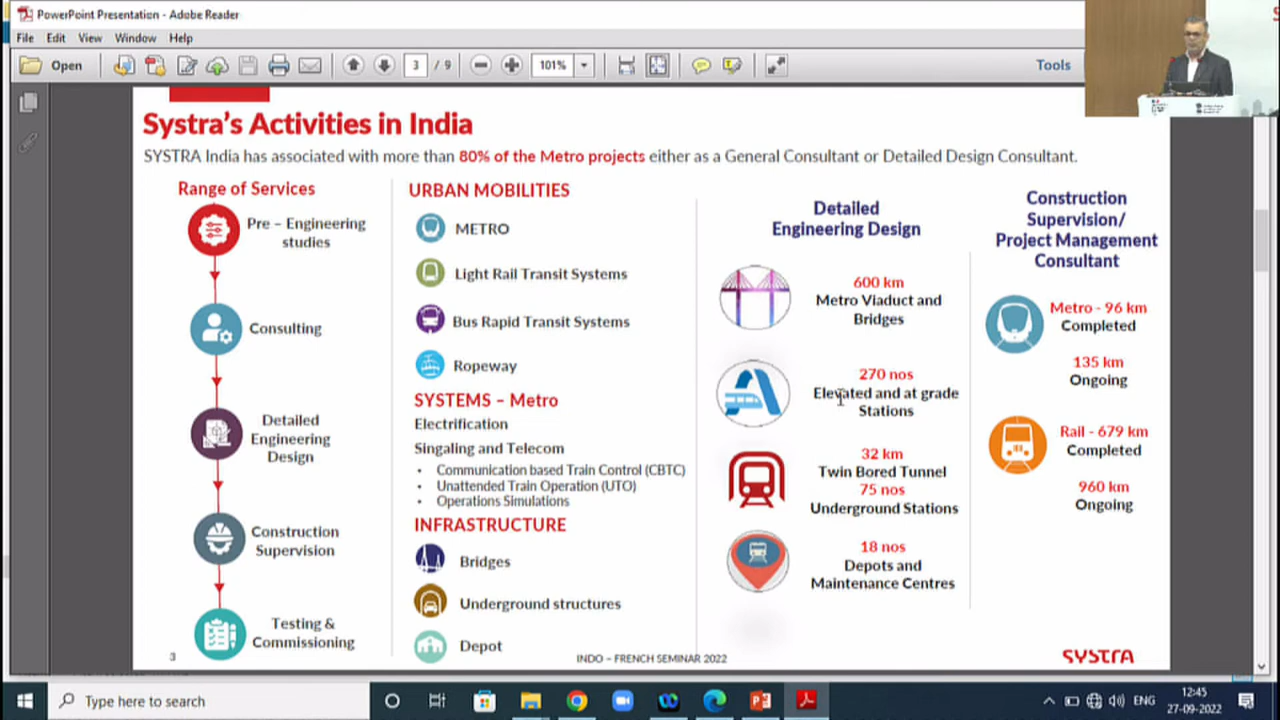 PowerPoint Presentation - Adobe Reader
File Edit View Window Help
Open
3 / 9
101%
Tools
Systra's Activities in India
SYSTRA India has associated with more than 80% of the Metro projects either as a General Consultant or Detailed Design Consultant.
Range of Services
Pre – Engineering
studies
Consulting
Detailed
Engineering
Design
Construction
Supervision
Testing &
Commissioning
URBAN MOBILITIES
METRO
Light Rail Transit Systems
Bus Rapid Transit Systems
Ropeway
SYSTEMS – Metro
Electrification
Singaling and Telecom
• Communication based Train Control (CBTC)
• Unattended Train Operation (UTO)
• Operations Simulations
INFRASTRUCTURE
Bridges
Underground structures
Depot
Detailed
Engineering Design
600 km
Metro Viaduct and
Bridges
270 nos
Elevated and at grade
Stations
32 km
Twin Bored Tunnel
75 nos
Underground Stations
18 nos
Depots and
Maintenance Centres
Construction
Supervision/
Project Management
Consultant
Metro - 96 km
Completed
135 km
Ongoing
Rail - 679 km
Completed
960 km
Ongoing
3
INDO – FRENCH SEMINAR 2022
SYSTRA
Type here to search
ENG
12:45
27-09-2022